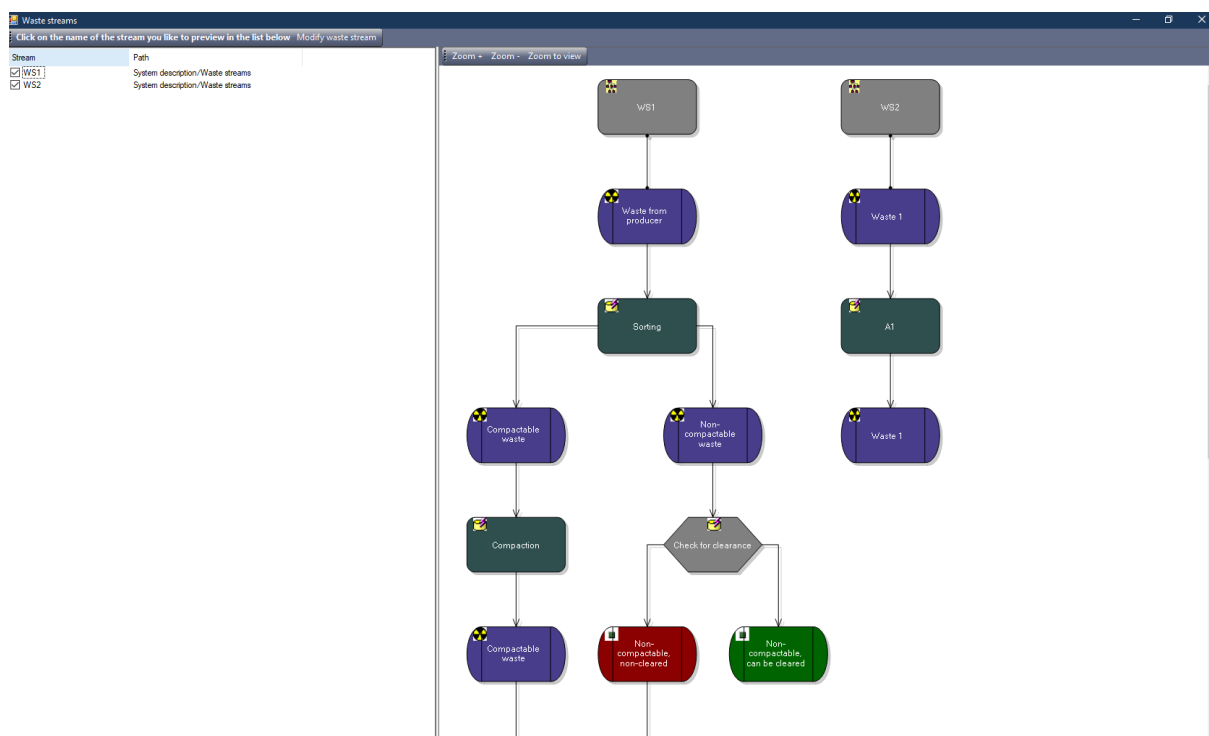 Waste streams
Click on the name of the stream you like to preview in the list below Modify waste stream
Stream Path
WS1 System description/Waste streams
WS2 System description/Waste streams
Zoom + Zoom - Zoom to view
WS1
WS2
Waste from
producer
Waste 1
Sorting
A1
Compactable
waste
Non-
compactable
waste
Waste 1
Compaction
Check for clearance
Compactable
waste
Non-
compactable,
non-cleared
Non-
compactable,
can be cleared